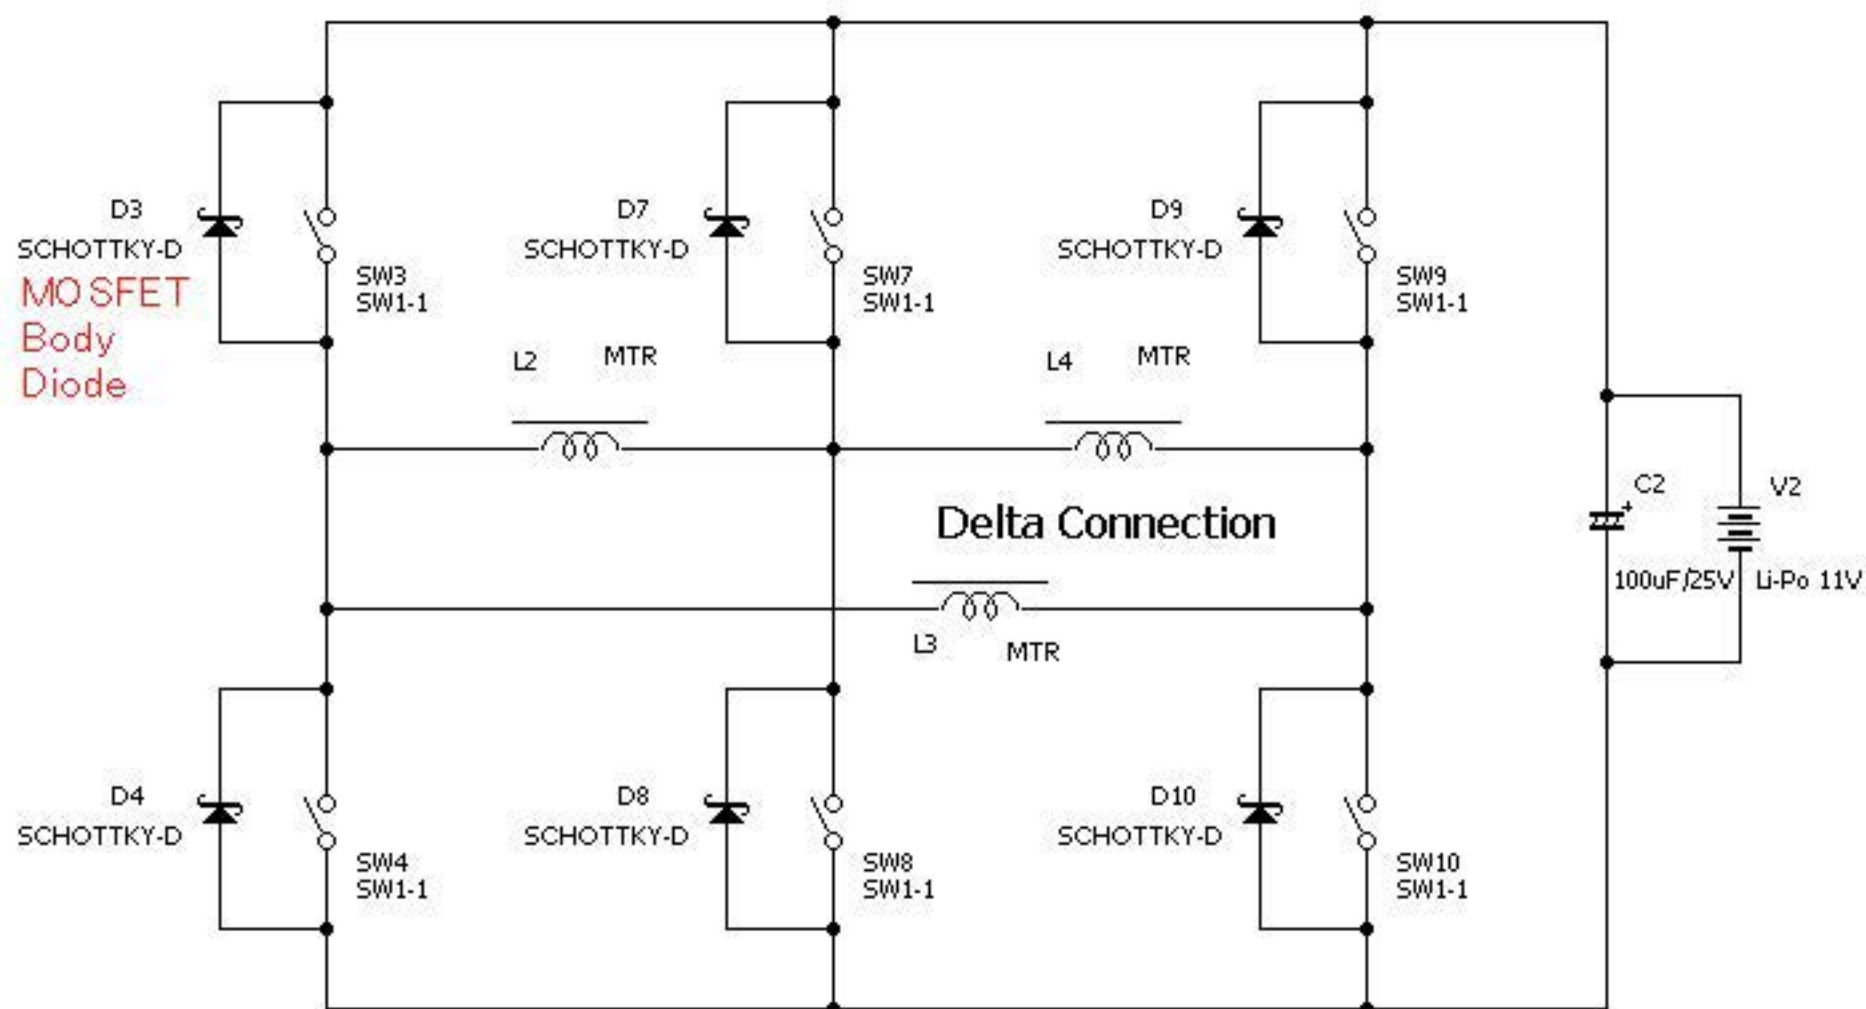 D3
SCHOTTKY-D
MOSFET
Body
Diode
SW3
SW1-1
D7
SCHOTTKY-D
SW7
SW1-1
D9
SCHOTTKY-D
SW9
SW1-1
L2 MTR
L4 MTR
Delta Connection
L3 MTR
C2
+
100uF/25V
V2
Li-Po 11V
D4
SCHOTTKY-D
SW4
SW1-1
D8
SCHOTTKY-D
SW8
SW1-1
D10
SCHOTTKY-D
SW10
SW1-1